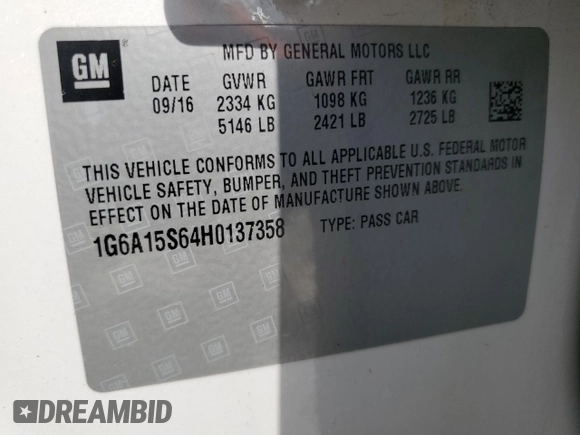 GM
MFD BY GENERAL MOTORS LLC
DATE GVWR GAWR FRT GAWR RR
09/16 2334 KG 1098 KG 1236 KG
5146 LB 2421 LB 2725 LB
THIS VEHICLE CONFORMS TO ALL APPLICABLE U.S. FEDERAL MOTOR
VEHICLE SAFETY, BUMPER, AND THEFT PREVENTION STANDARDS IN
EFFECT ON THE DATE OF MANUFACTURE SHOWN ABOVE.
1G6A15S64H0137358 TYPE: PASS CAR
DREAMBID